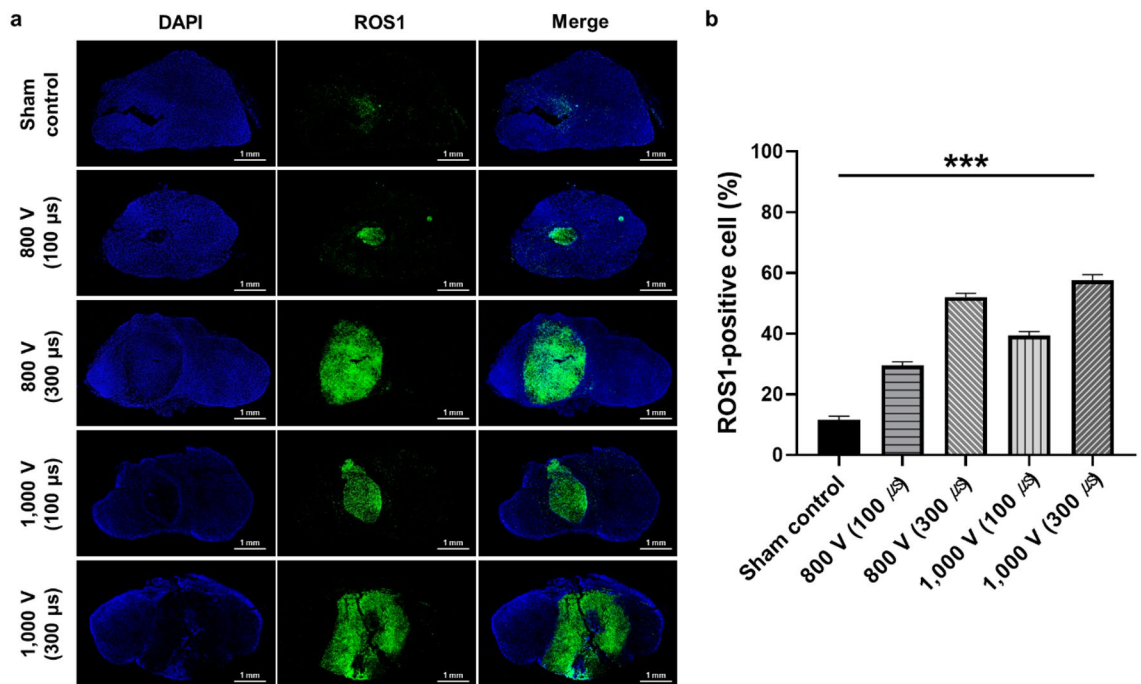 a
DAPI ROS1 Merge
Sham control
1 mm 1 mm 1 mm
800 V (100 µs)
1 mm 1 mm 1 mm
800 V (300 µs)
1 mm 1 mm 1 mm
1,000 V (100 µs)
1 mm 1 mm 1 mm
1,000 V (300 µs)
1 mm 1 mm 1 mm
b
ROS1-positive cell (%)
100
80
60
40
20
0
***
Sham control
800 V (100 ㎲)
800 V (300 ㎲)
1,000 V (100 ㎲)
1,000 V (300 ㎲)